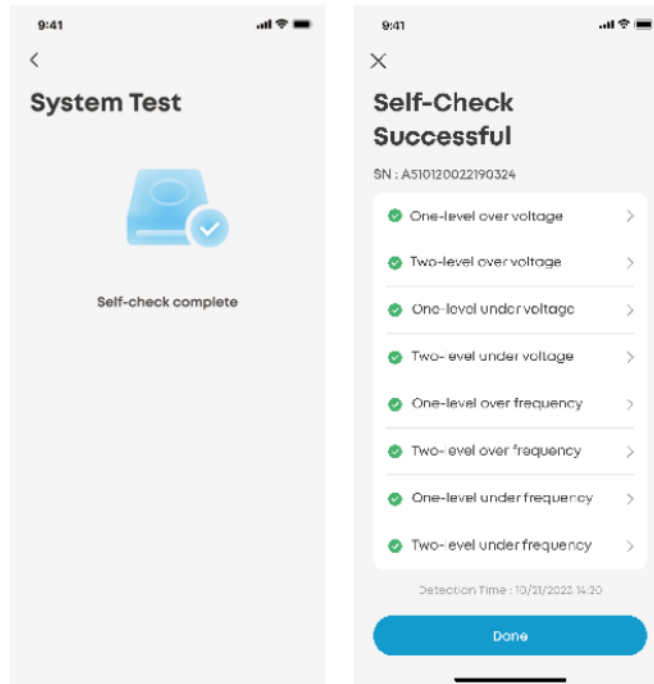 9:41
System Test
Self-check complete
9:41
Self-Check
Successful
SN : A510120022190324
One-level over voltage
Two-level over voltage
One-level under voltage
Two-level under voltage
One-level over frequency
Two-level over frequency
One-level under frequency
Two-level under frequency
Detection Time : 10/21/2023 14:20
Done